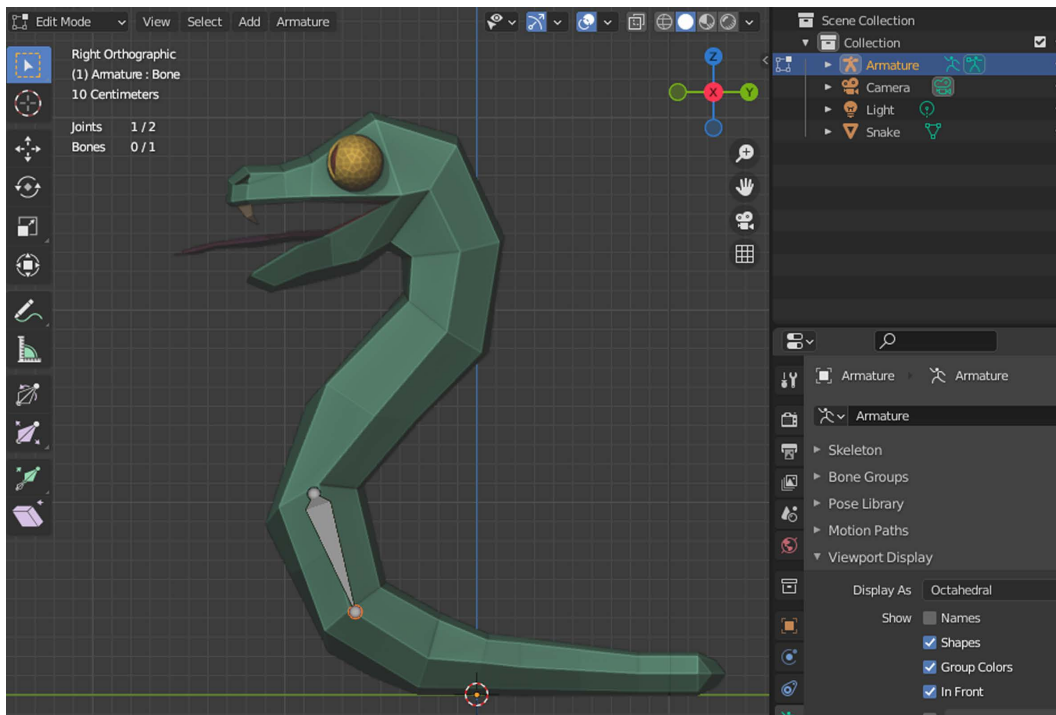 Edit Mode View Select Add Armature
Right Orthographic
(1) Armature : Bone
10 Centimeters
Joints 1/2
Bones 0/1
Z
X
Y
Scene Collection
Collection
Armature
Camera
Light
Snake
Armature Armature
Armature
Skeleton
Bone Groups
Pose Library
Motion Paths
Viewport Display
Display As Octahedral
Show Names
Shapes
Group Colors
In Front